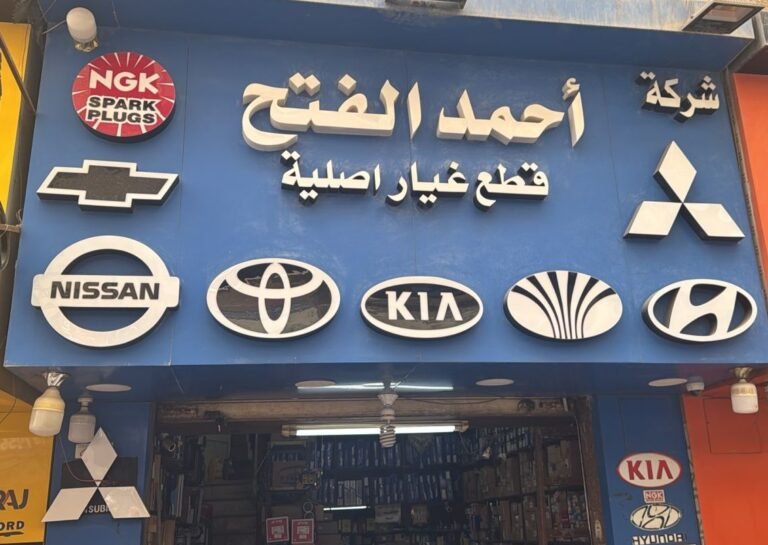 شركة
أحمد الفتح
قطع غيار اصلية
NGK
SPARK
PLUGS
NISSAN
KIA
KIA
NGK
HYUNDAI